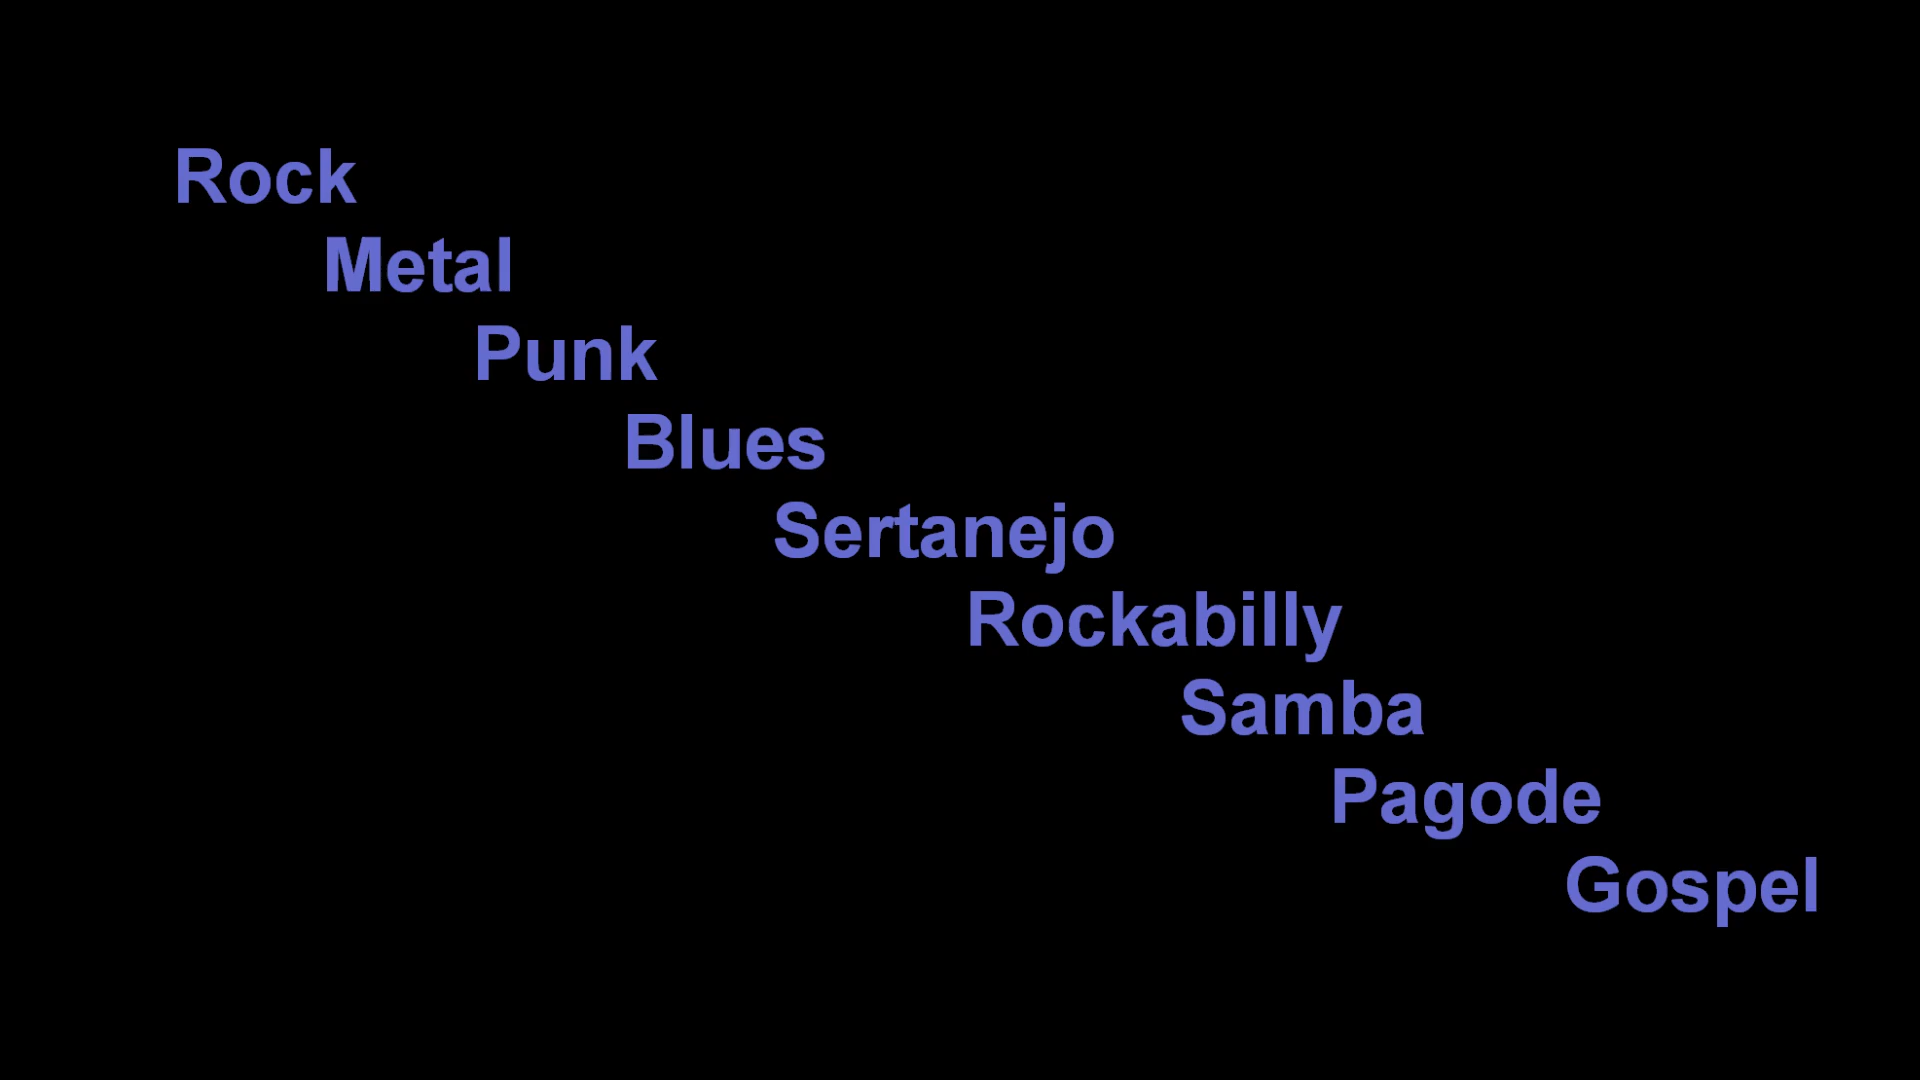 Rock
Metal
Punk
Blues
Sertanejo
Rockabilly
Samba
Pagode
Gospel